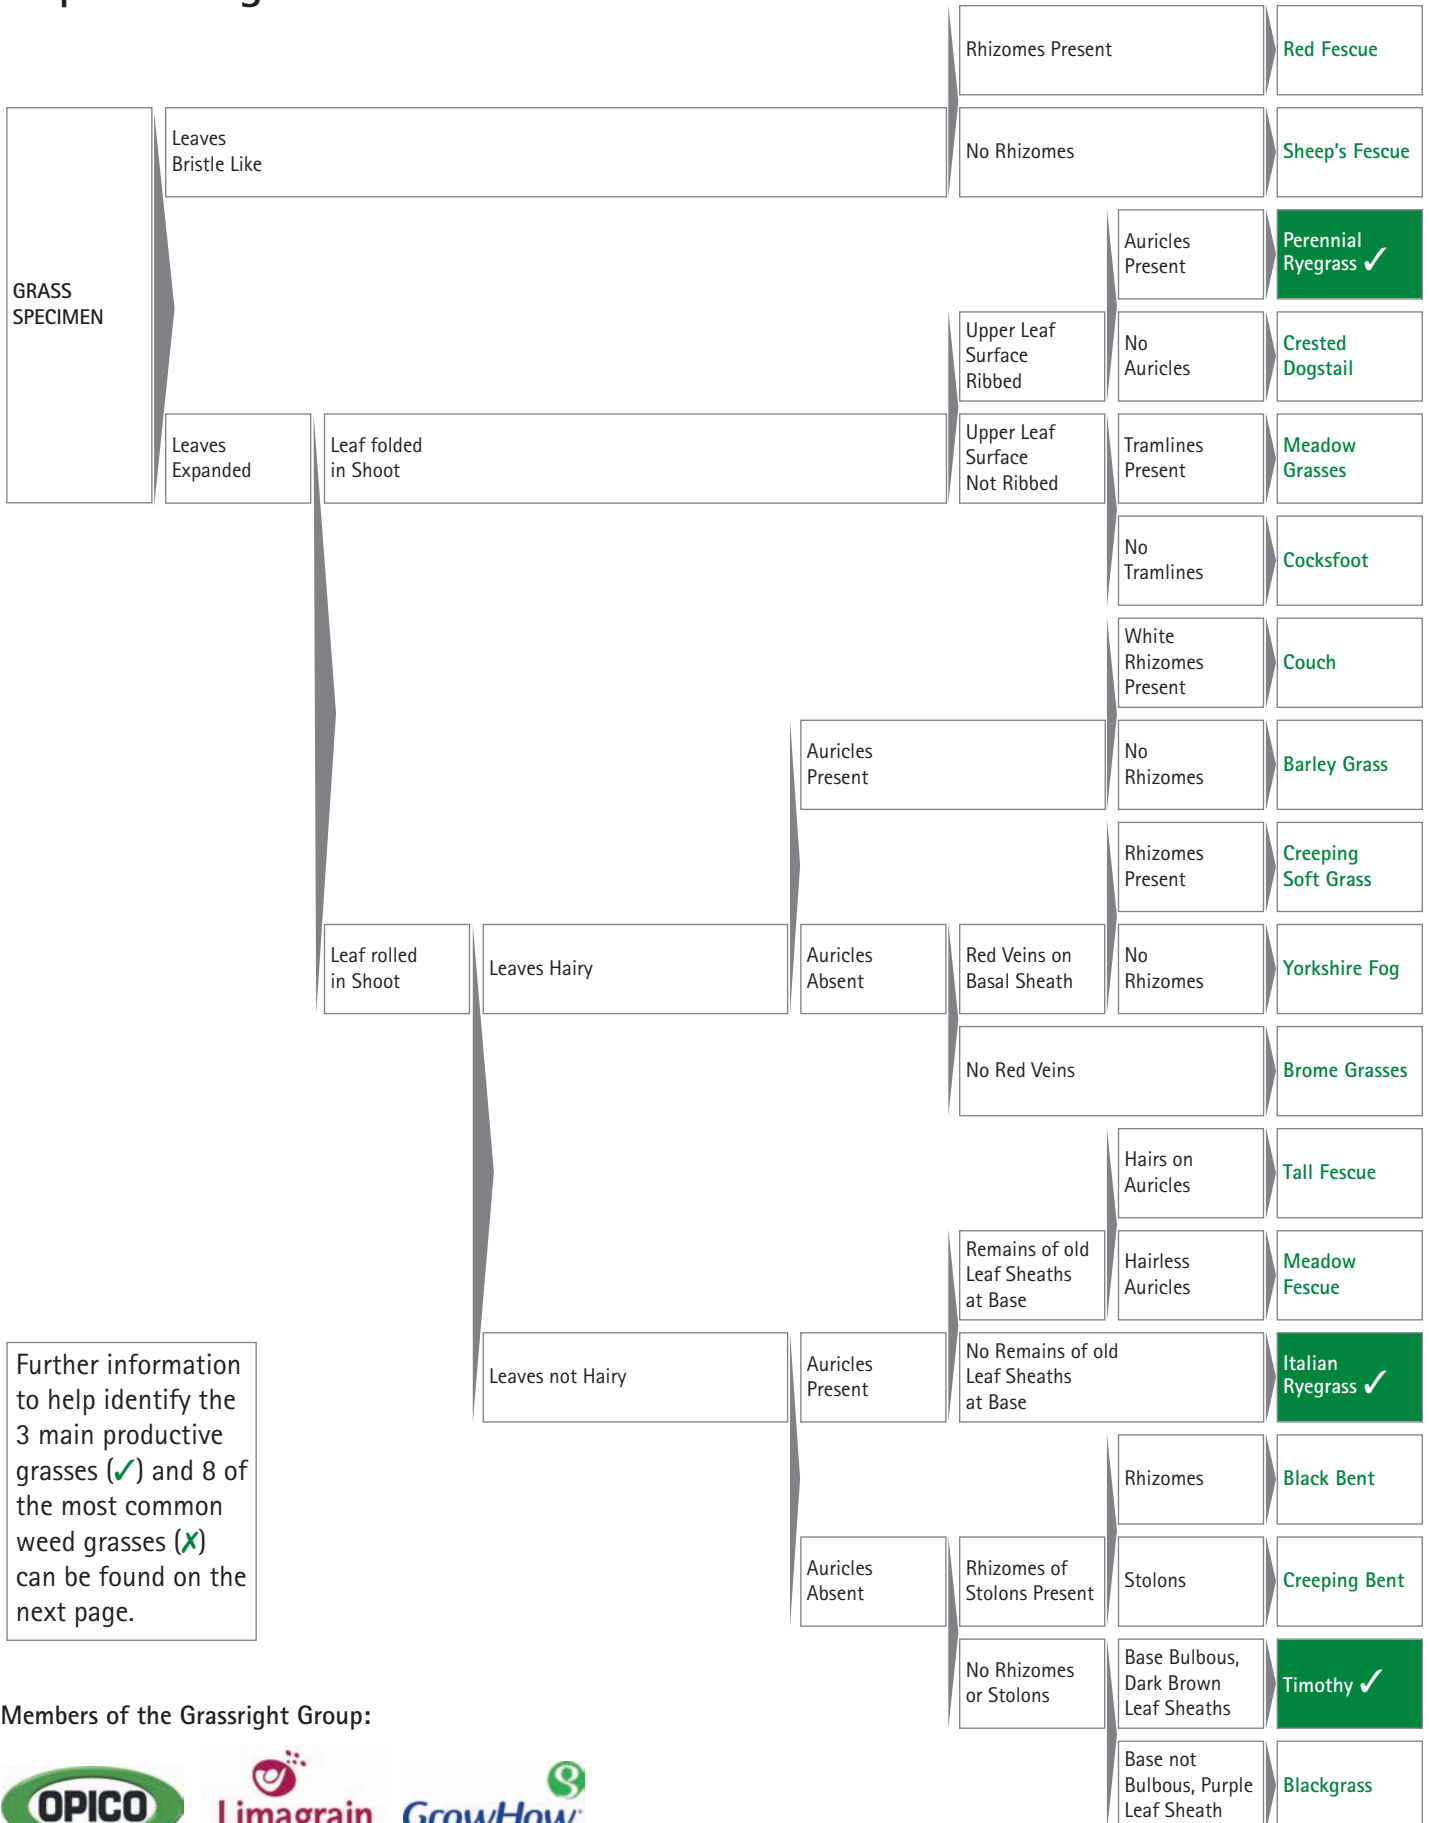 Rhizomes Present
Red Fescue
Leaves
Bristle Like
No Rhizomes
Sheep's Fescue
GRASS
SPECIMEN
Auricles
Present
Perennial
Ryegrass ✓
Upper Leaf
Surface
Ribbed
No
Auricles
Crested
Dogstail
Leaves
Expanded
Leaf folded
in Shoot
Upper Leaf
Surface
Not Ribbed
Tramlines
Present
Meadow
Grasses
No
Tramlines
Cocksfoot
White
Rhizomes
Present
Couch
Auricles
Present
No
Rhizomes
Barley Grass
Rhizomes
Present
Creeping
Soft Grass
Leaf rolled
in Shoot
Leaves Hairy
Auricles
Absent
Red Veins on
Basal Sheath
No
Rhizomes
Yorkshire Fog
No Red Veins
Brome Grasses
Hairs on
Auricles
Tall Fescue
Remains of old
Leaf Sheaths
at Base
Hairless
Auricles
Meadow
Fescue
Leaves not Hairy
Auricles
Present
No Remains of old
Leaf Sheaths
at Base
Italian
Ryegrass ✓
Rhizomes
Black Bent
Auricles
Absent
Rhizomes of
Stolons Present
Stolons
Creeping Bent
No Rhizomes
or Stolons
Base Bulbous,
Dark Brown
Leaf Sheaths
Timothy ✓
Base not
Bulbous, Purple
Leaf Sheath
Blackgrass
Further information
to help identify the
3 main productive
grasses (✓) and 8 of
the most common
weed grasses (✗)
can be found on the
next page.
Members of the Grassright Group:
OPICO
Limagrain
GrowHow